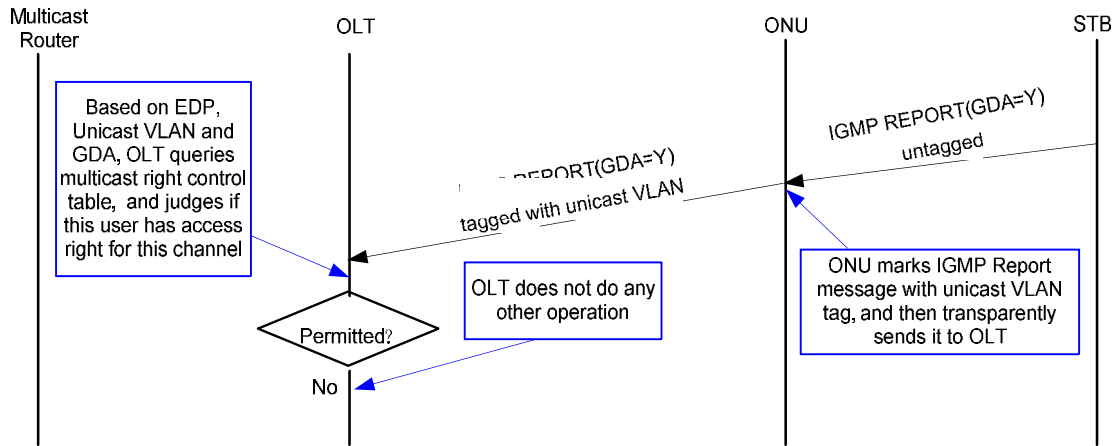 Multicast
Router
OLT
ONU
STB
Based on EDP,
Unicast VLAN and
GDA, OLT queries
multicast right control
table, and judges if
this user has access
right for this channel
IGMP REPORT(GDA=Y)
untagged
REPORT(GDA=Y)
tagged with unicast VLAN
OLT does not do any
other operation
ONU marks IGMP Report
message with unicast VLAN
tag, and then transparently
sends it to OLT
Permitted?
No